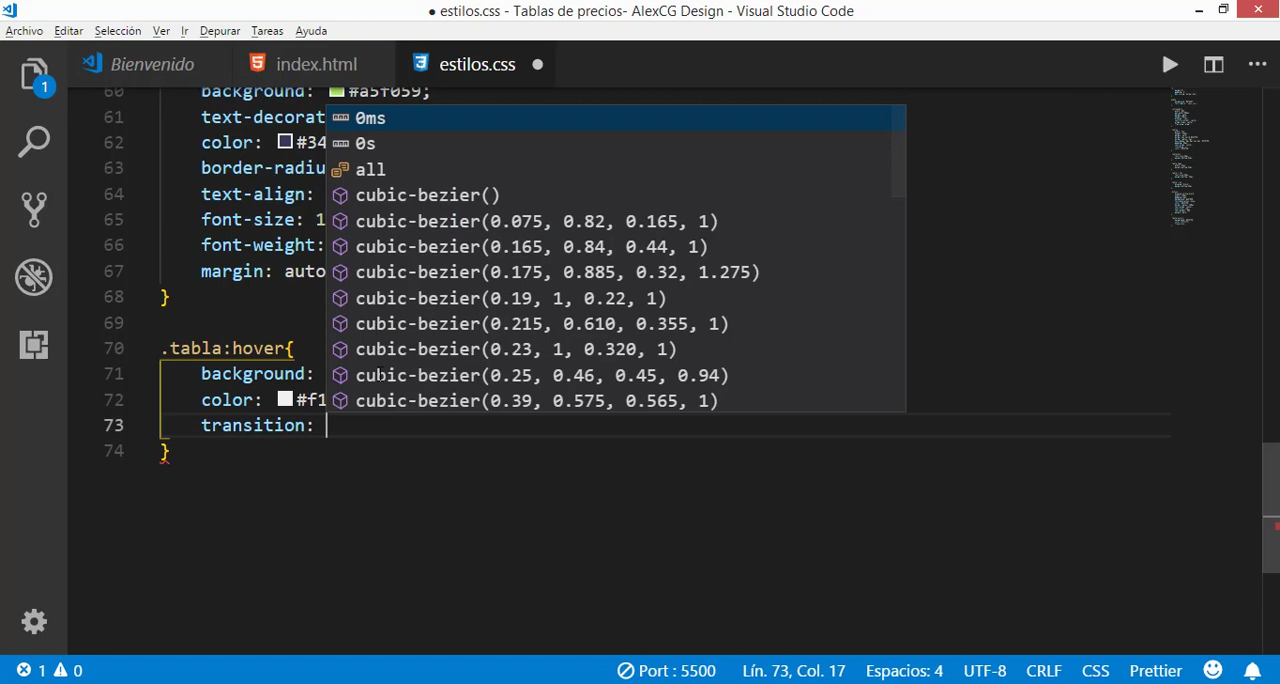 ● estilos.css - Tablas de precios- AlexCG Design - Visual Studio Code
Archivo Editar Selección Ver Ir Depurar Tareas Ayuda
Bienvenido index.html estilos.css ●
1
60 background: #a5f059;
61 text-decorat
62 color: #34
63 border-radiu
64 text-align:
65 font-size: 1
66 font-weight:
67 margin: auto
68 }
69
70 .tabla:hover{
71 background:
72 color: #f1
73 transition:
74 }
0ms
0s
all
cubic-bezier()
cubic-bezier(0.075, 0.82, 0.165, 1)
cubic-bezier(0.165, 0.84, 0.44, 1)
cubic-bezier(0.175, 0.885, 0.32, 1.275)
cubic-bezier(0.19, 1, 0.22, 1)
cubic-bezier(0.215, 0.610, 0.355, 1)
cubic-bezier(0.23, 1, 0.320, 1)
cubic-bezier(0.25, 0.46, 0.45, 0.94)
cubic-bezier(0.39, 0.575, 0.565, 1)
1 0 Port : 5500 Lín. 73, Col. 17 Espacios: 4 UTF-8 CRLF CSS Prettier